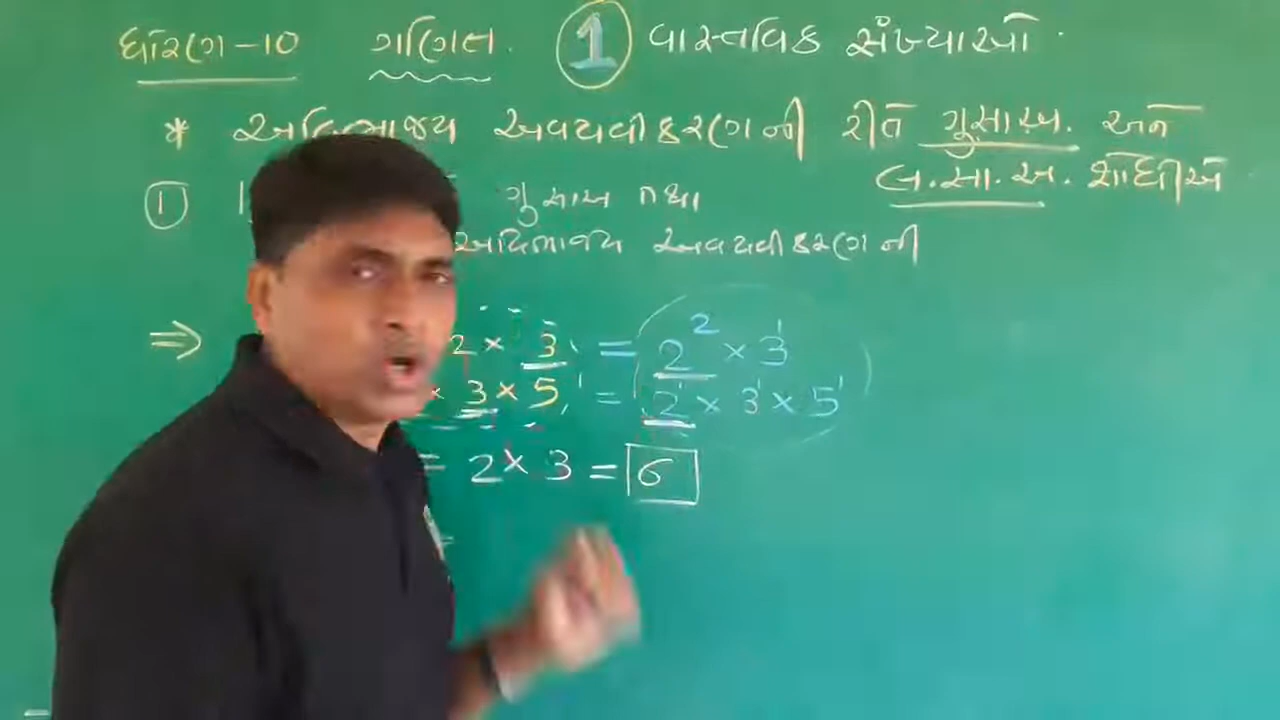 ધોરણ-૧૦ ગણિત. 1 વાસ્તવિક સંખ્યાઓ
* અવિભાજ્ય અવયવીકરણની રીતે ગુ.સા.અ. અને
લ.સા.અ. શોધીએ
① ગુસાઅ તથા
અવિભાજ્ય અવયવીકરણની
⇒ 2 × 3 = 2² × 3¹
× 3 × 5 = 2¹ × 3¹ × 5¹
= 2 × 3 = 6
=